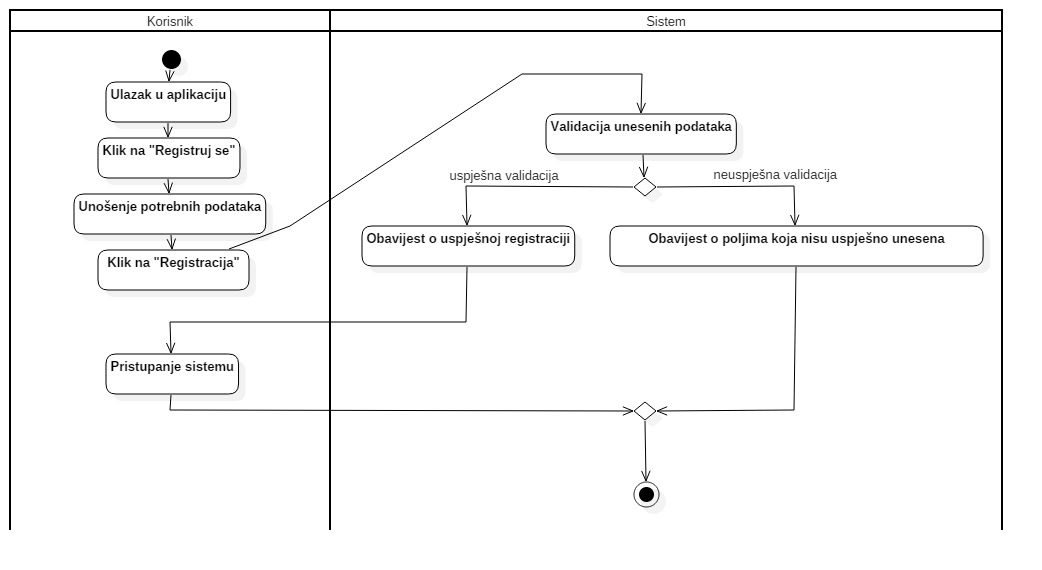 Korisnik
Sistem
Ulazak u aplikaciju
Klik na "Registruj se"
Unošenje potrebnih podataka
Klik na "Registracija"
Validacija unesenih podataka
uspješna validacija
neuspješna validacija
Obavijest o uspješnoj registraciji
Obavijest o poljima koja nisu uspješno unesena
Pristupanje sistemu